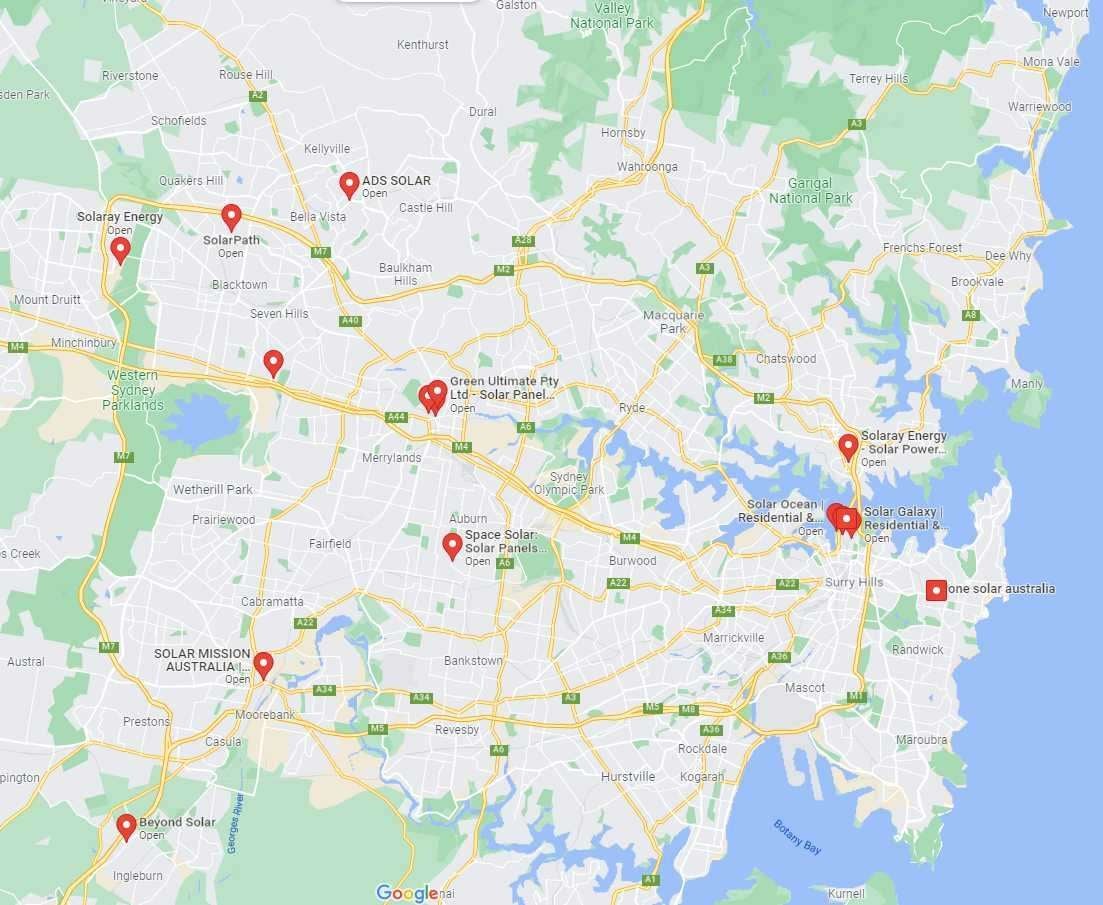 Galston
Valley
National Park
Newport
Kenthurst
Mona Vale
Riverstone
Rouse Hill
Terrey Hills
sden Park
A2
Warriewood
Dural
Schofields
A3
Hornsby
Kellyville
Wahroonga
Quakers Hill
ADS SOLAR
Open
Garigal
National Park
Castle Hill
Bella Vista
Solaray Energy
Open
SolarPath
Open
A28
M7
Frenchs Forest
Dee Why
Baulkham
Hills
M2
A3
Brookvale
Blacktown
Mount Druitt
Seven Hills
A40
Macquarie
Park
A8
M4
Minchinbury
A38
Chatswood
Western
Sydney
Parklands
Green Ultimate Pty
Ltd - Solar Panel...
Open
Manly
M2
Ryde
A44
A6
Solaray Energy
- Solar Power...
Open
M4
Merrylands
M7
Sydney
Olympic Park
Wetherill Park
Solar Ocean |
Residential &...
Open
Solar Galaxy |
Residential &...
Open
Prairiewood
Auburn
Space Solar:
Solar Panels...
Open
M4
Fairfield
es Creek
A6
Burwood
A22
A22
Surry Hills
one solar australia
Cabramatta
A34
A22
Marrickville
M7
Randwick
SOLAR MISSION
AUSTRALIA |...
Open
A36
Austral
Bankstown
A34
A34
A3
Mascot
M1
M5
M8
Moorebank
Prestons
M5
Revesby
A36
Casula
Maroubra
A6
Rockdale
pington
Hurstville
Kogarah
Georges River
Beyond Solar
Open
Botany Bay
Ingleburn
A1
Google
nai
Kurnell